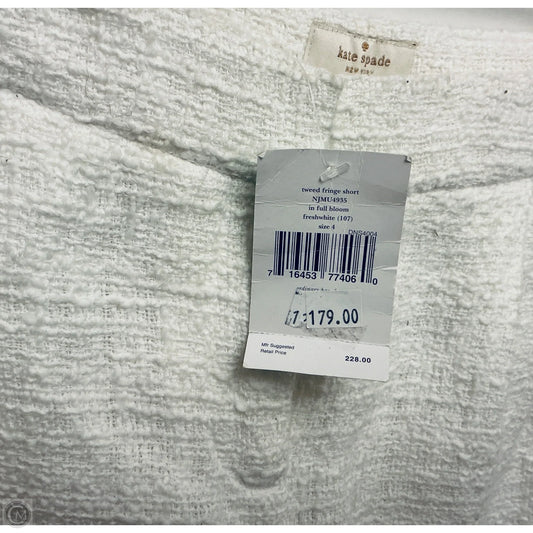 kate spade
NEW YORK
tweed fringe short
NJMU4935
in full bloom
freshwhite (107)
size 4
DNS4004
7 16453 77406 0
179.00
Mfr Suggested
Retail Price
228.00